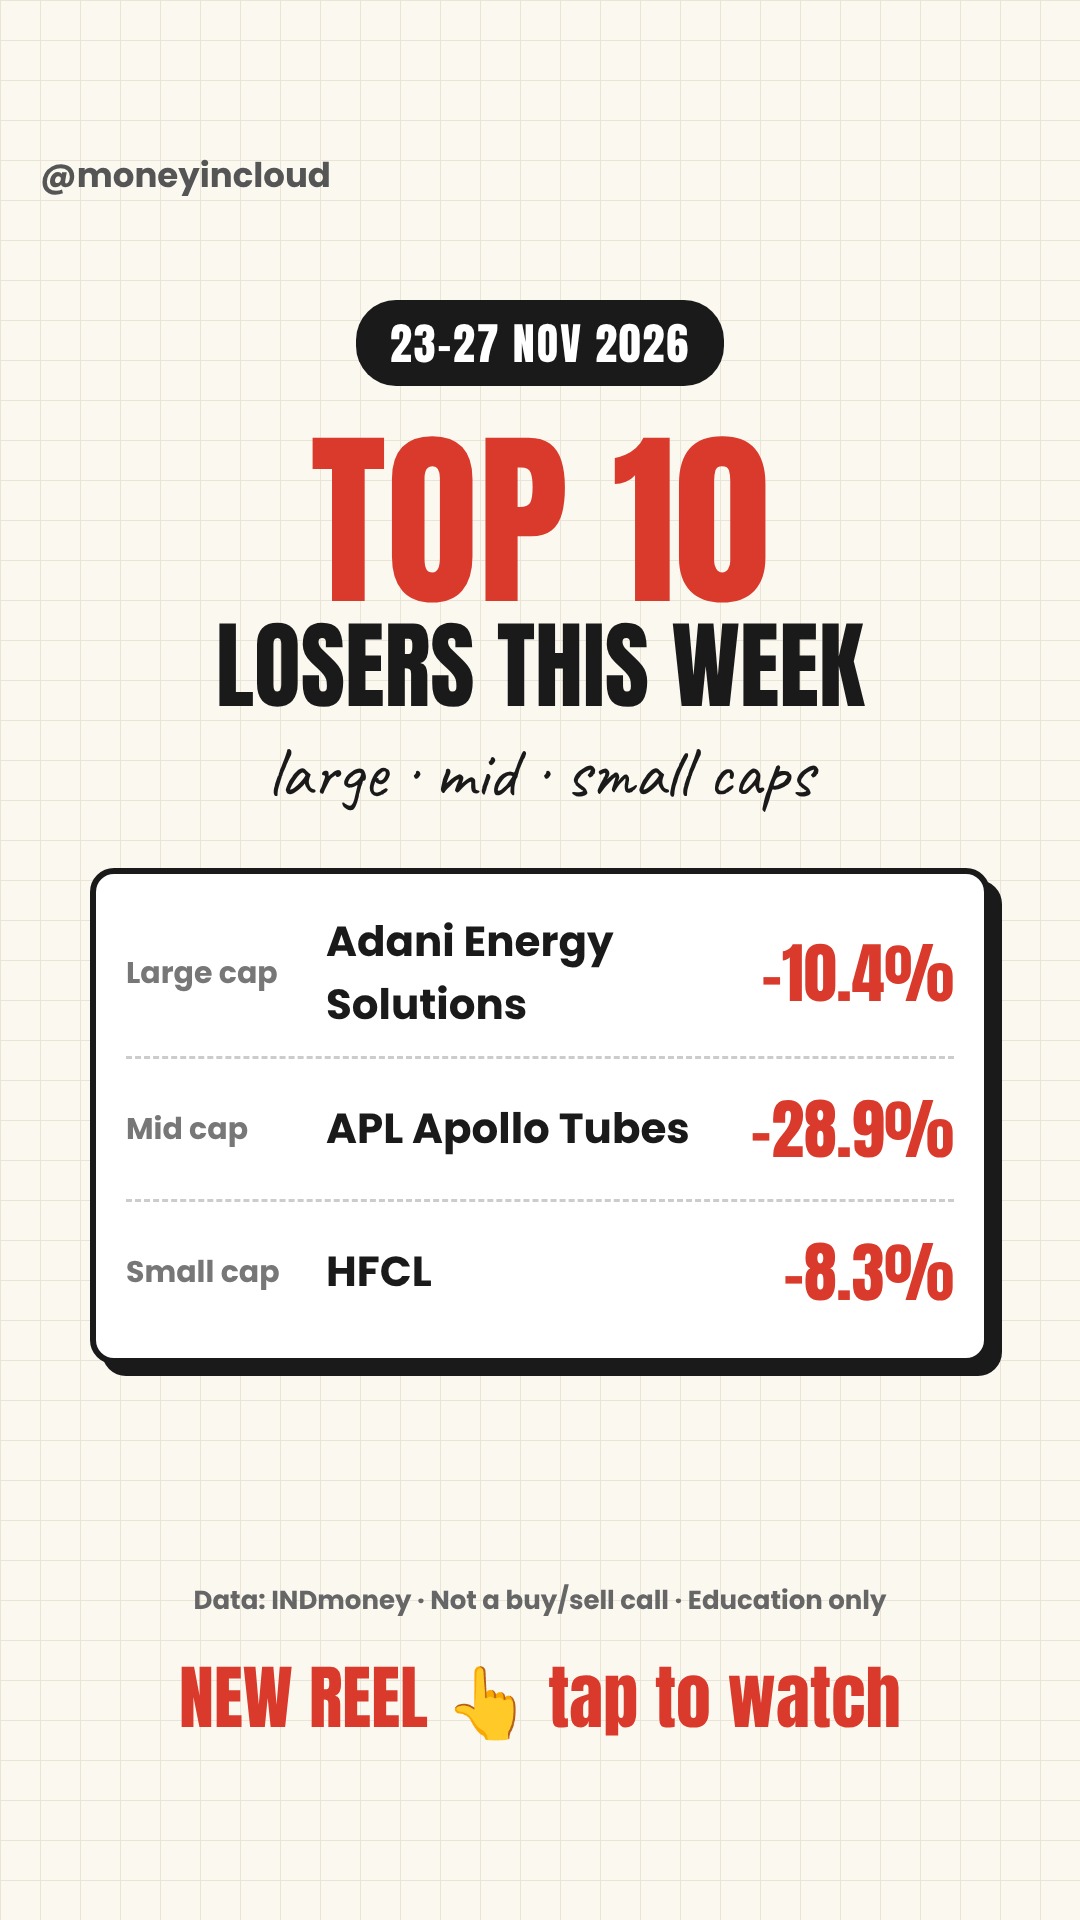 @moneyincloud
23-27 NOV 2026
TOP 10
LOSERS THIS WEEK
large · mid · small caps
Large cap
Adani Energy
Solutions
-10.4%
Mid cap
APL Apollo Tubes
-28.9%
Small cap
HFCL
-8.3%
Data: INDmoney · Not a buy/sell call · Education only
NEW REEL 👆 tap to watch